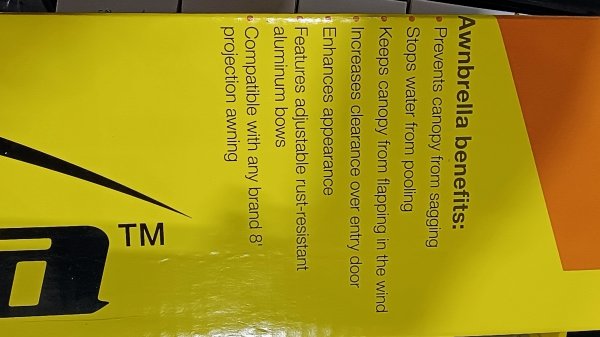 Awnbrella benefits:
• Prevents canopy from sagging
• Stops water from pooling
• Keeps canopy from flapping in the wind
• Increases clearance over entry door
• Enhances appearance
• Features adjustable rust-resistant
aluminum bows
• Compatible with any brand 8'
projection awning
a™